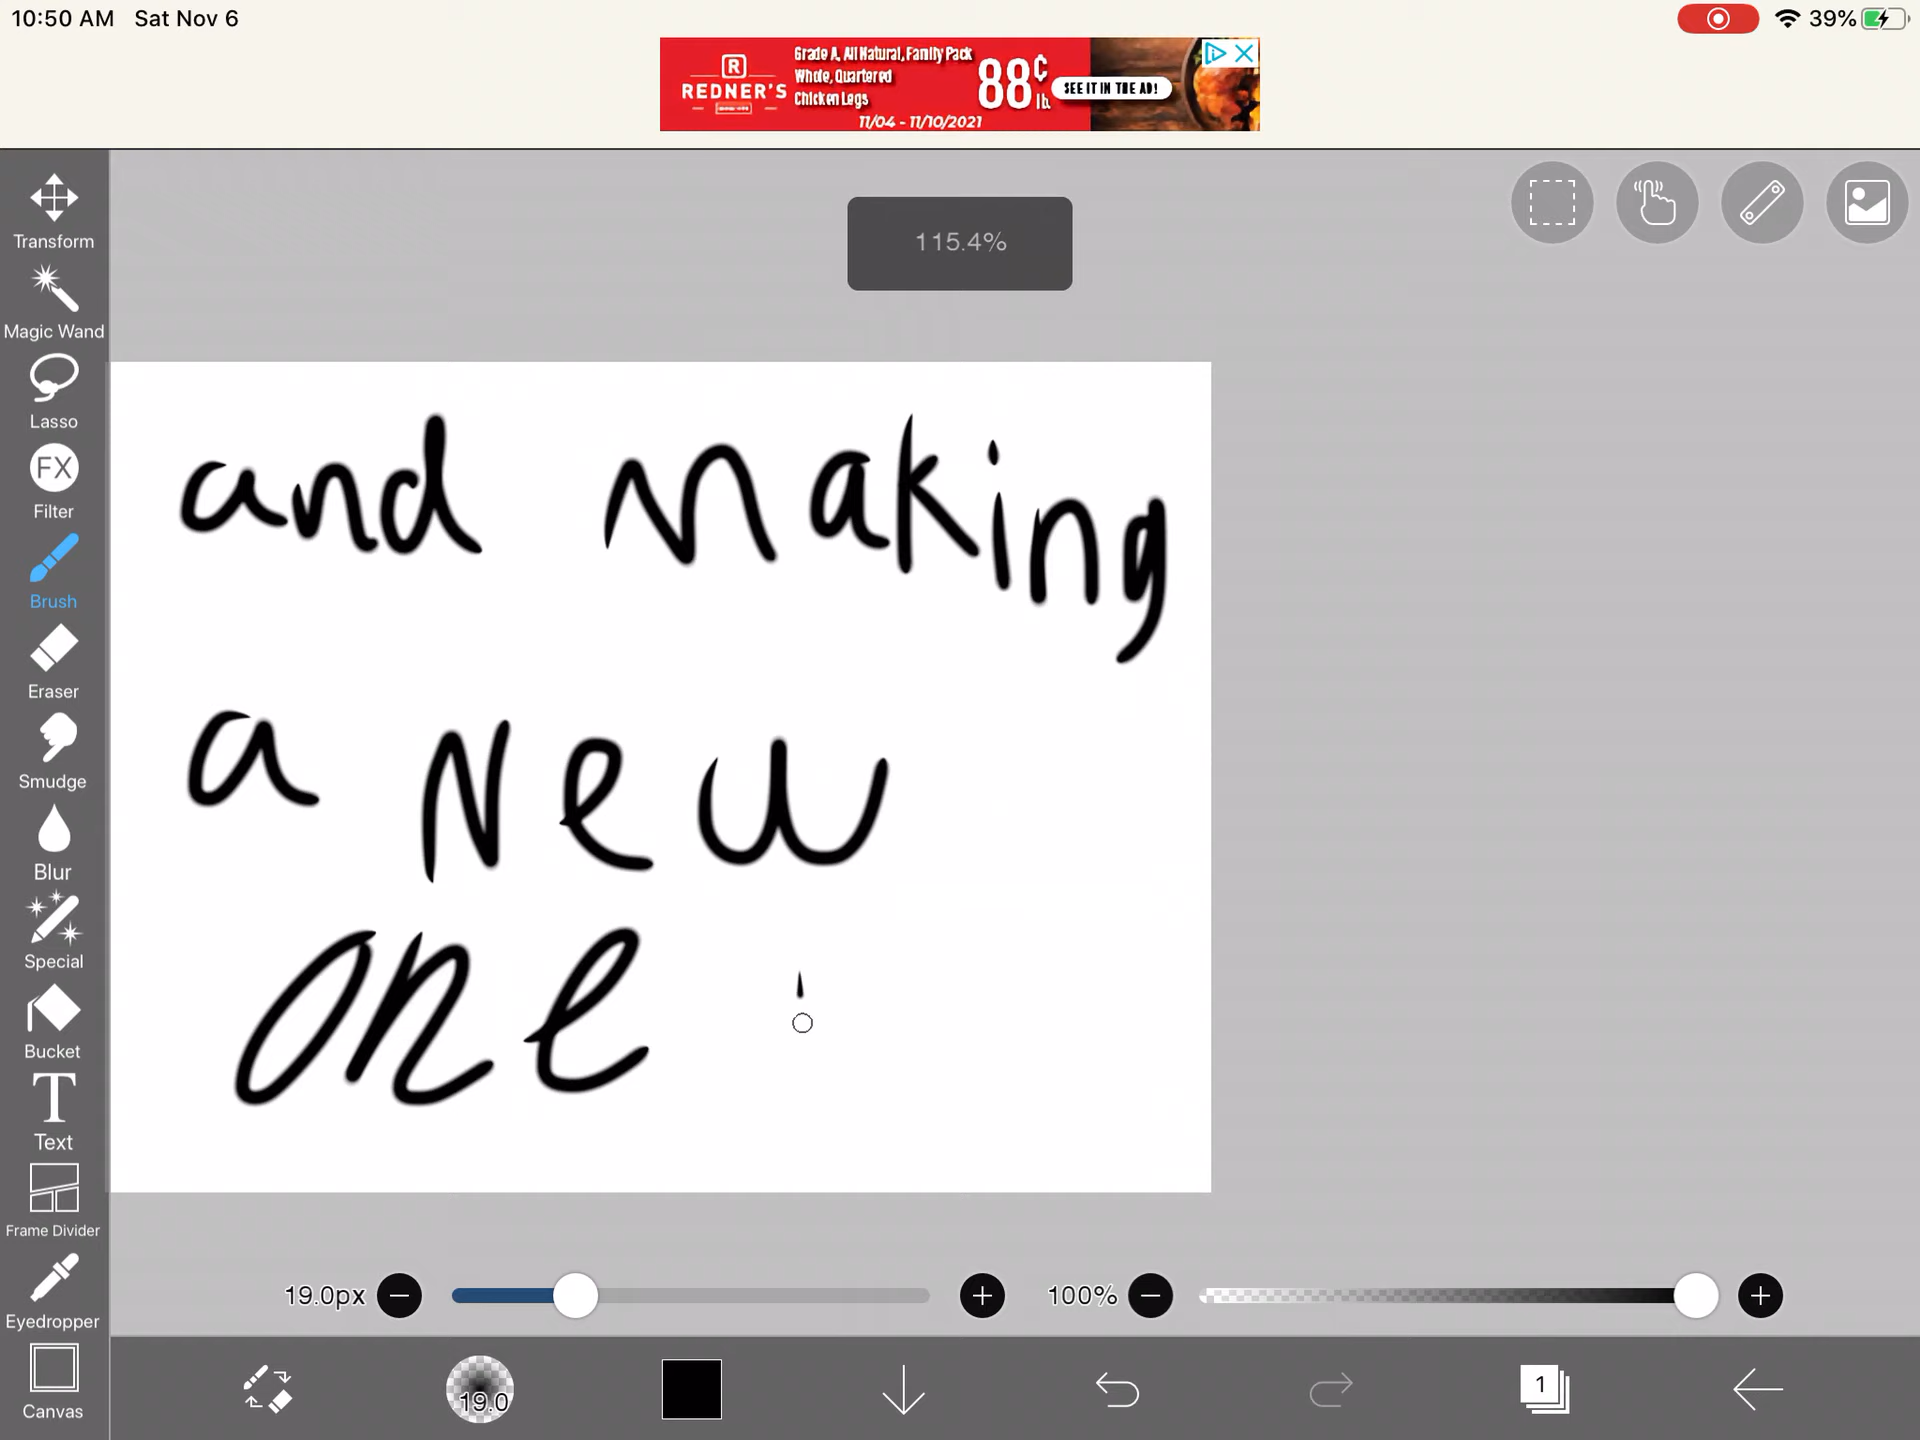 10:50 AM Sat Nov 6
39%
R
REDNER'S
Grade A, All Natural, Family Pack
Whole, Quartered
Chicken Legs
88¢ lb.
11/04 - 11/10/2021
SEE IT IN THE AD!
115.4%
Transform
Magic Wand
Lasso
FX
Filter
Brush
Eraser
Smudge
Blur
Special
Bucket
T
Text
Frame Divider
Eyedropper
Canvas
and making
a New
one
19.0px
100%
19.0
1